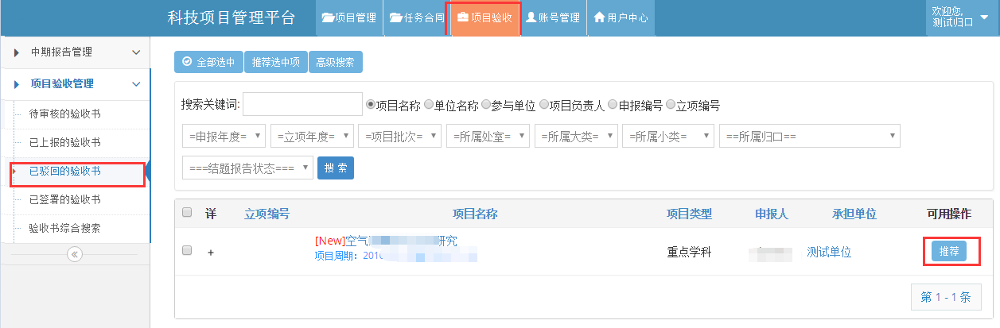 科技项目管理平台 项目管理 任务合同 项目验收 账号管理 用户中心 欢迎您,
测试归口
中期报告管理
项目验收管理
待审核的验收书
已上报的验收书
已驳回的验收书
已签署的验收书
验收书综合搜索
全部选中 推荐选中项 高级搜索
搜索关键词: 项目名称 单位名称 参与单位 项目负责人 申报编号 立项编号
=申报年度= =立项年度= =项目批次= =所属处室= =所属大类= =所属小类= ==所属归口==
===结题报告状态=== 搜 索
详 立项编号 项目名称 项目类型 申报人 承担单位 可用操作
+ [New]空气 研究 重点学科 测试单位 推荐
项目周期: 201
第 1 - 1 条